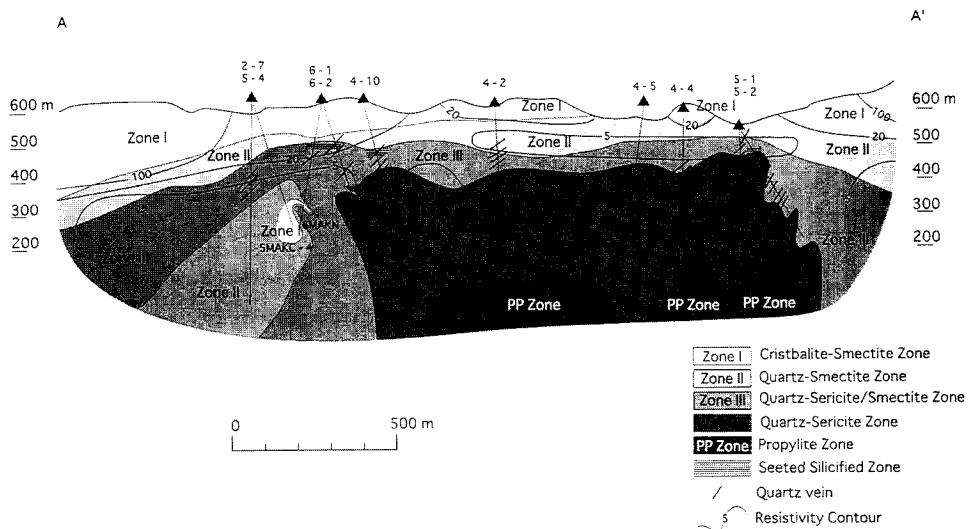 A A'
2 - 7 6 - 1 5 - 1
5 - 4 6 - 2 4 - 10 4 - 2 4 - 5 4 - 4 5 - 2
600 m Zone I Zone I 100 600 m
20 Zone I
Zone I 20 20
500 5 500
Zone II Zone II Zone II
20 Zone III
400 100 400
300 300
Zone I SMAKN
200 SMAKC 200
Zone II
PP Zone PP Zone PP Zone
Zone I Cristbalite-Smectite Zone
Zone II Quartz-Smectite Zone
Zone III Quartz-Sericite/Smectite Zone
Quartz-Sericite Zone
PP Zone Propylite Zone
Seeted Silicified Zone
Quartz vein
0 500 m
5 Resistivity Contour